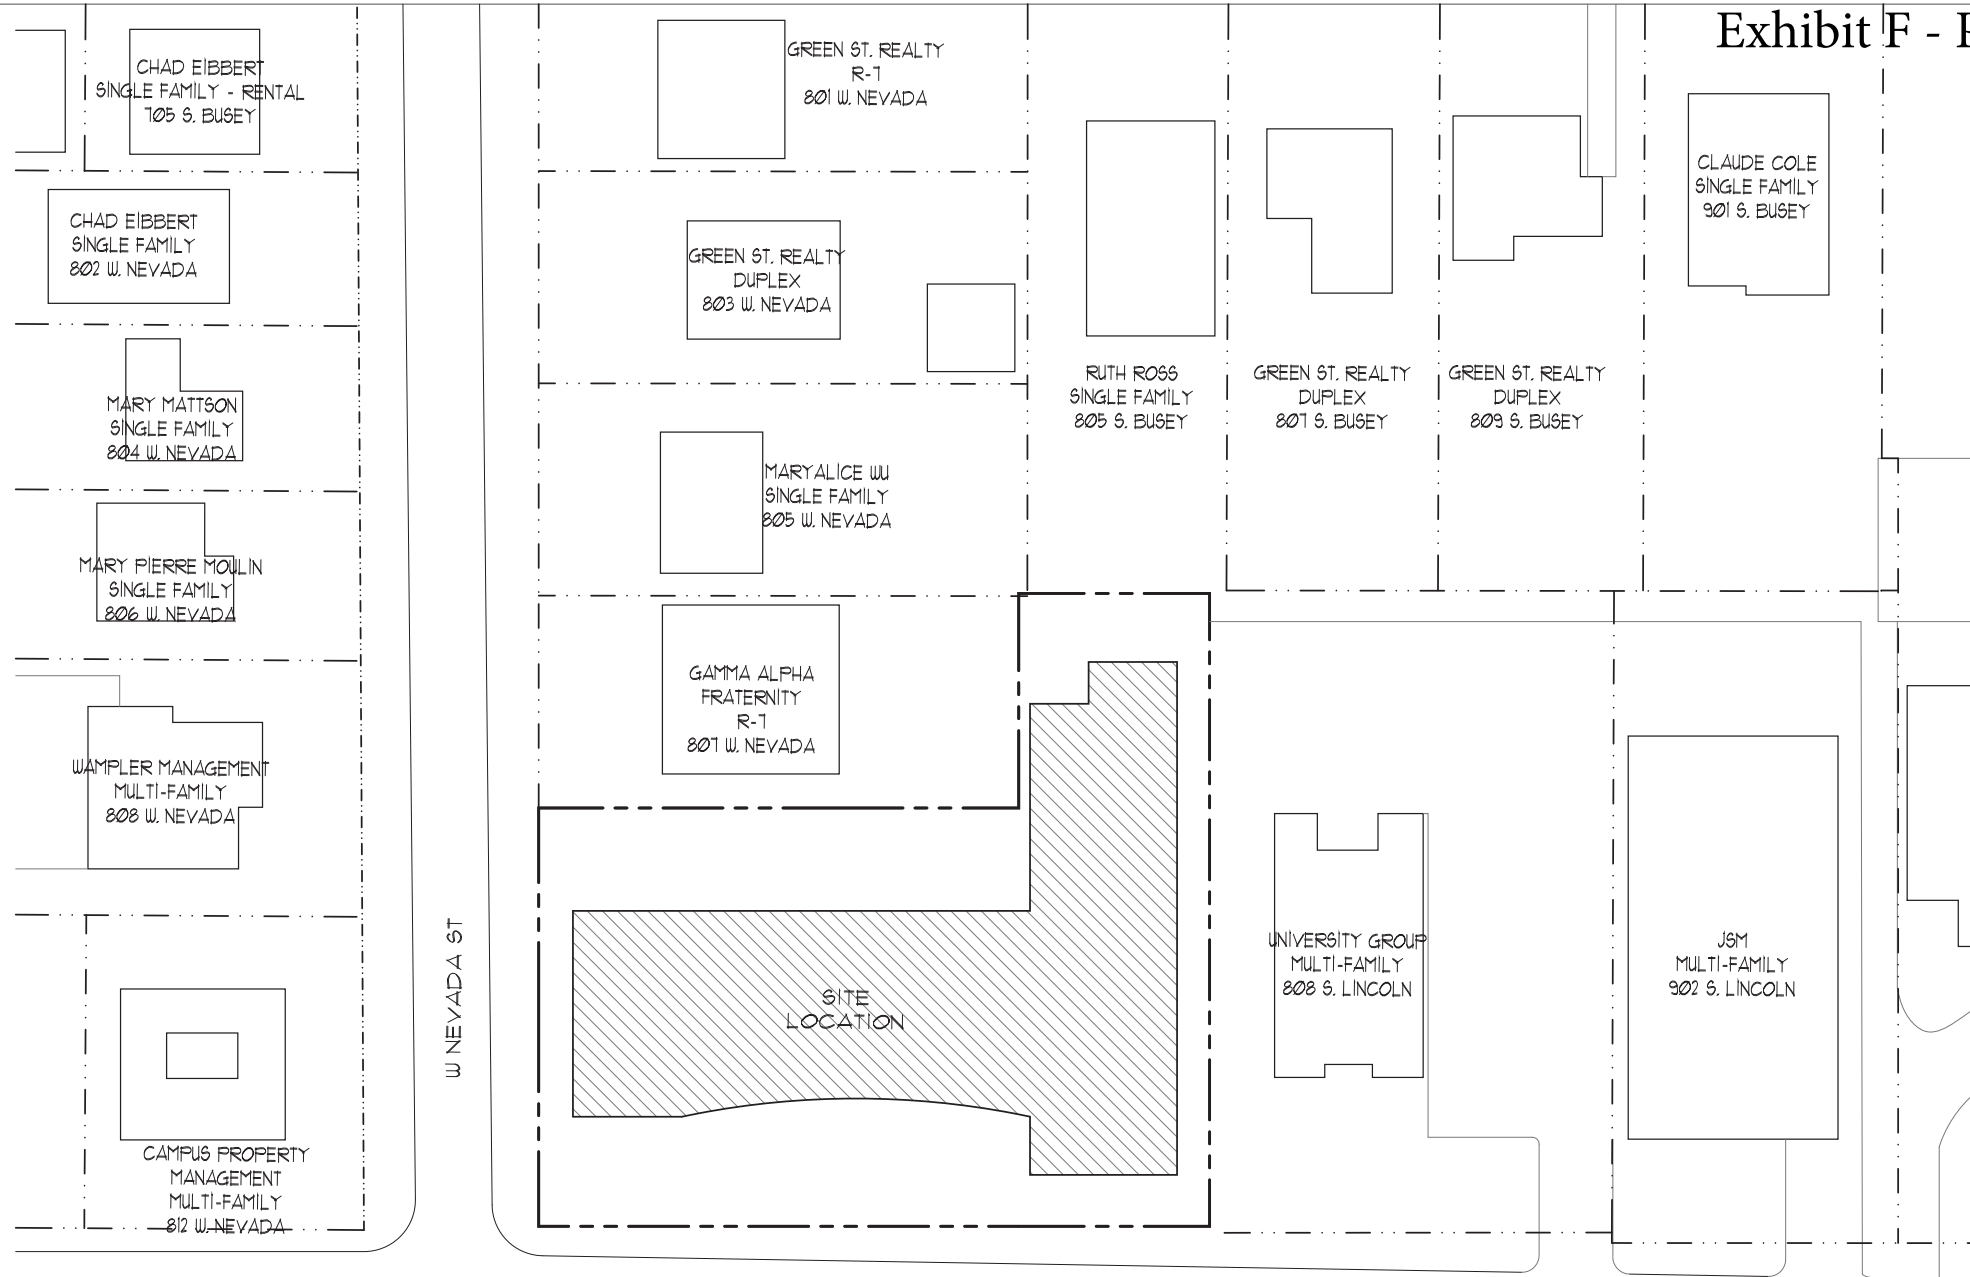 Exhibit F -
CHAD EIBBERT
SINGLE FAMILY - RENTAL
705 S. BUSEY
CHAD EIBBERT
SINGLE FAMILY
802 W. NEVADA
MARY MATTSON
SINGLE FAMILY
804 W. NEVADA
MARY PIERRE MOULIN
SINGLE FAMILY
806 W. NEVADA
WAMPLER MANAGEMENT
MULTI-FAMILY
808 W. NEVADA
CAMPUS PROPERTY
MANAGEMENT
MULTI-FAMILY
812 W. NEVADA
W NEVADA ST
GREEN ST. REALTY
R-7
801 W. NEVADA
GREEN ST. REALTY
DUPLEX
803 W. NEVADA
MARYALICE WU
SINGLE FAMILY
805 W. NEVADA
GAMMA ALPHA
FRATERNITY
R-7
807 W. NEVADA
SITE
LOCATION
RUTH ROSS
SINGLE FAMILY
805 S. BUSEY
GREEN ST. REALTY
DUPLEX
807 S. BUSEY
GREEN ST. REALTY
DUPLEX
809 S. BUSEY
CLAUDE COLE
SINGLE FAMILY
901 S. BUSEY
UNIVERSITY GROUP
MULTI-FAMILY
808 S. LINCOLN
JSM
MULTI-FAMILY
902 S. LINCOLN